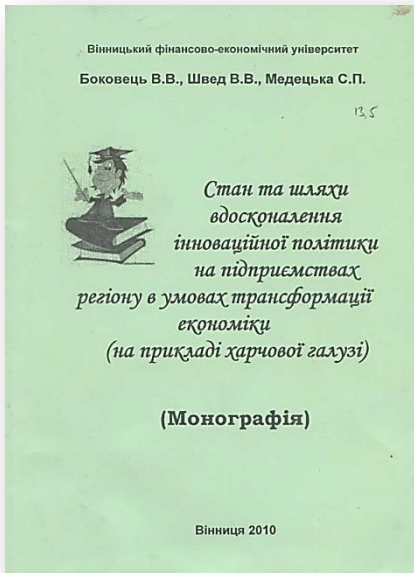 Вінницький фінансово-економічний університет
Боковець В.В., Швед В.В., Медецька С.П.
13,5
Стан та шляхи
вдосконалення
інноваційної політики
на підприємствах
регіону в умовах трансформації
економіки
(на прикладі харчової галузі)
(Монографія)
Вінниця 2010